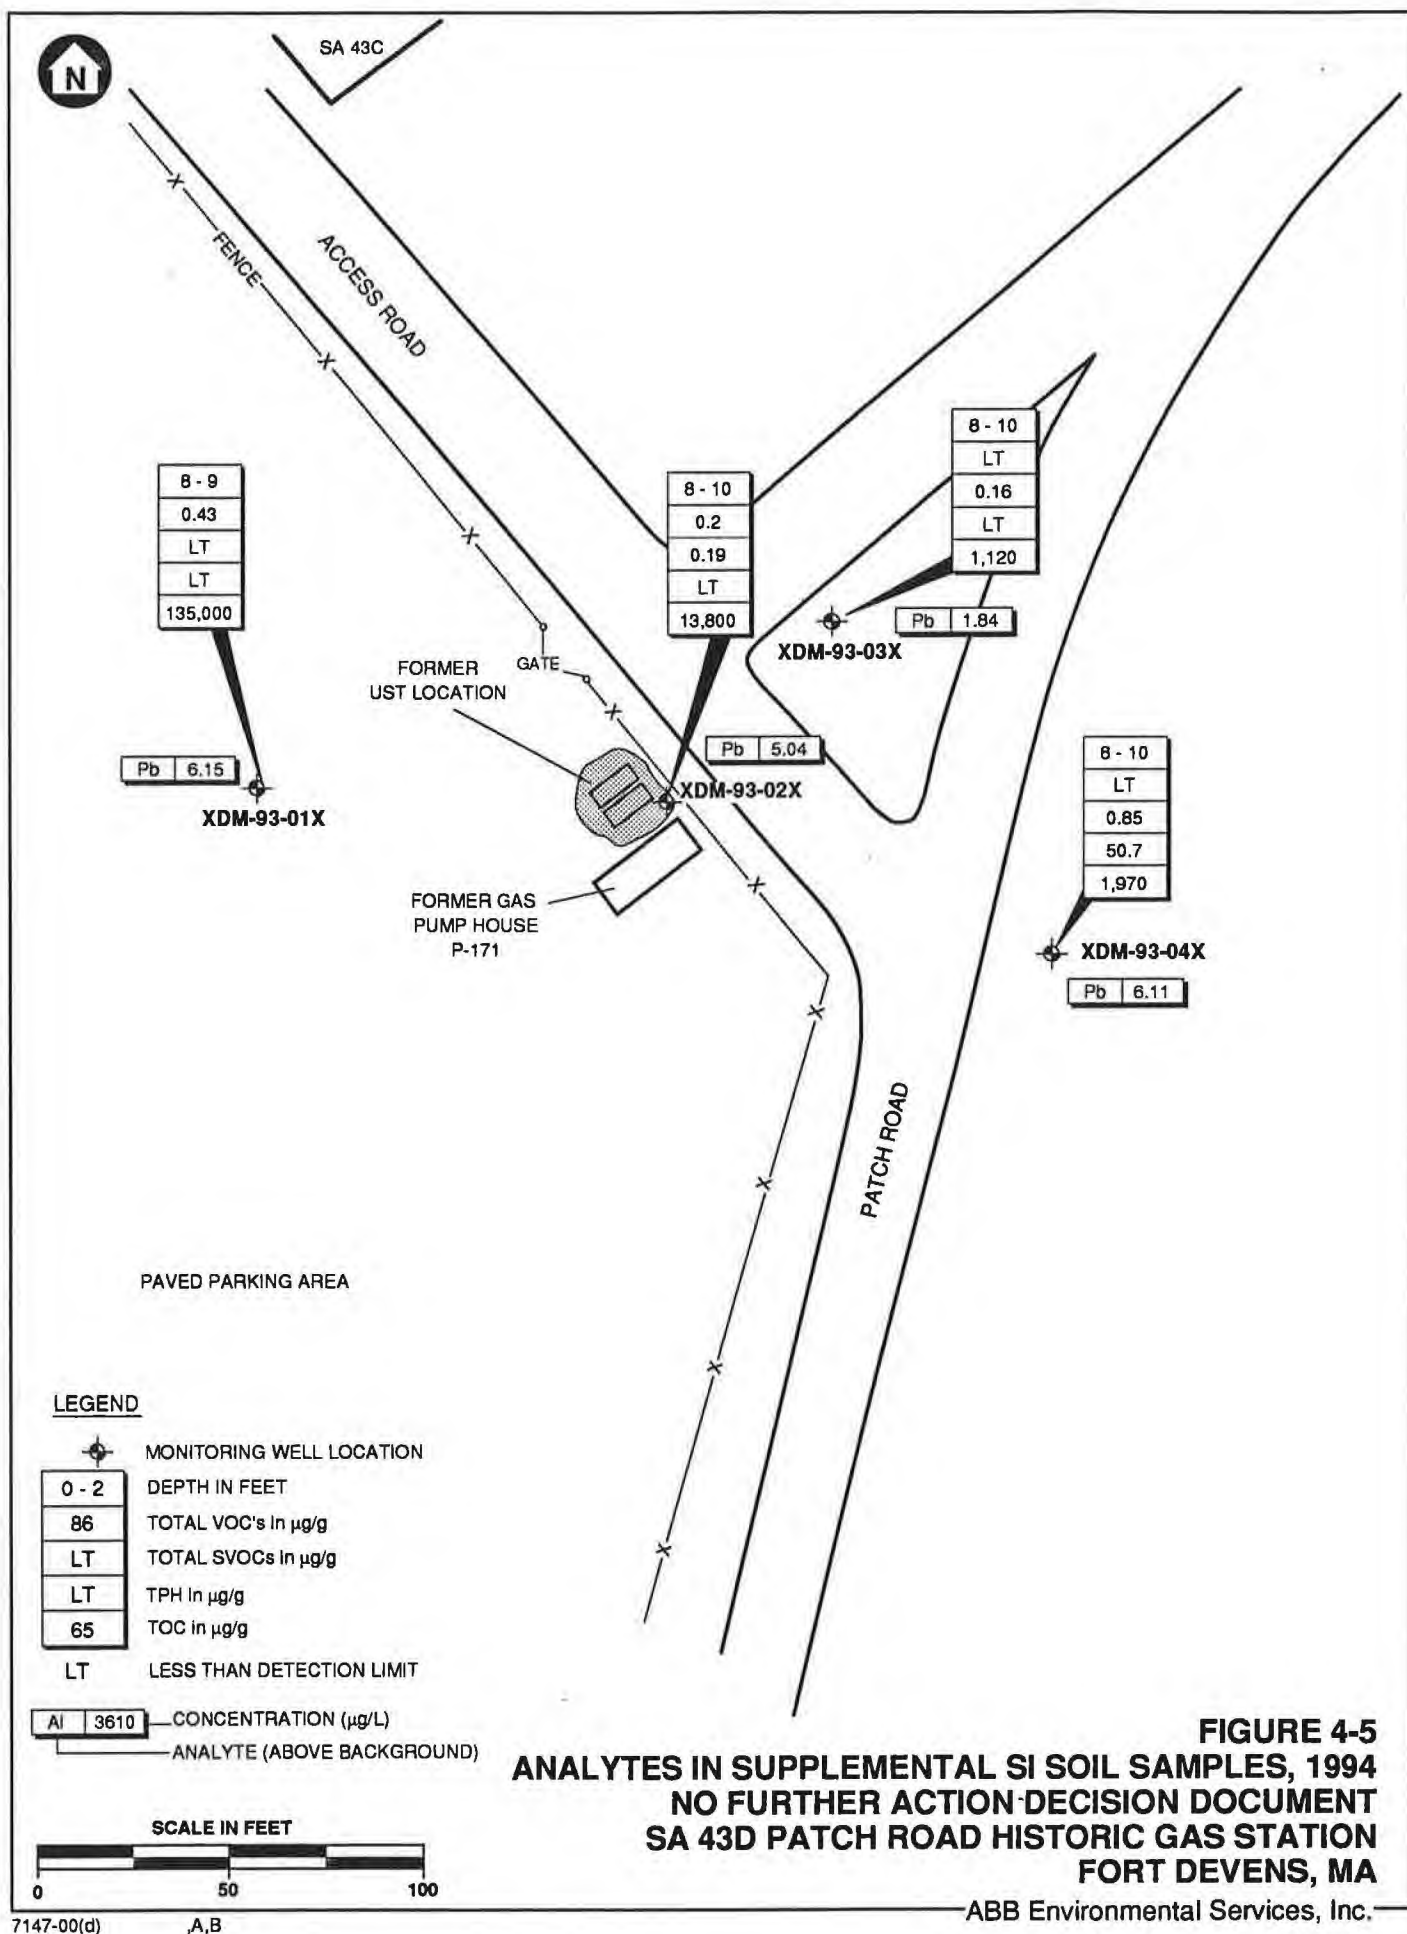 N
SA 43C
FENCE
ACCESS ROAD
8 - 10
LT
0.16
LT
1,120
8 - 9
0.43
LT
LT
135,000
8 - 10
0.2
0.19
LT
13,800
Pb 1.84
XDM-93-03X
GATE
FORMER
UST LOCATION
Pb 5.04
8 - 10
LT
0.85
50.7
1,970
Pb 6.15
XDM-93-01X
XDM-93-02X
FORMER GAS
PUMP HOUSE
P-171
XDM-93-04X
Pb 6.11
PATCH ROAD
PAVED PARKING AREA
LEGEND
MONITORING WELL LOCATION
0 - 2 DEPTH IN FEET
86 TOTAL VOC's in µg/g
LT TOTAL SVOCs in µg/g
LT TPH in µg/g
65 TOC in µg/g
LT LESS THAN DETECTION LIMIT
Al 3610 CONCENTRATION (µg/L)
ANALYTE (ABOVE BACKGROUND)
SCALE IN FEET
0 50 100
FIGURE 4-5
ANALYTES IN SUPPLEMENTAL SI SOIL SAMPLES, 1994
NO FURTHER ACTION DECISION DOCUMENT
SA 43D PATCH ROAD HISTORIC GAS STATION
FORT DEVENS, MA
ABB Environmental Services, Inc.
7147-00(d) ,A,B